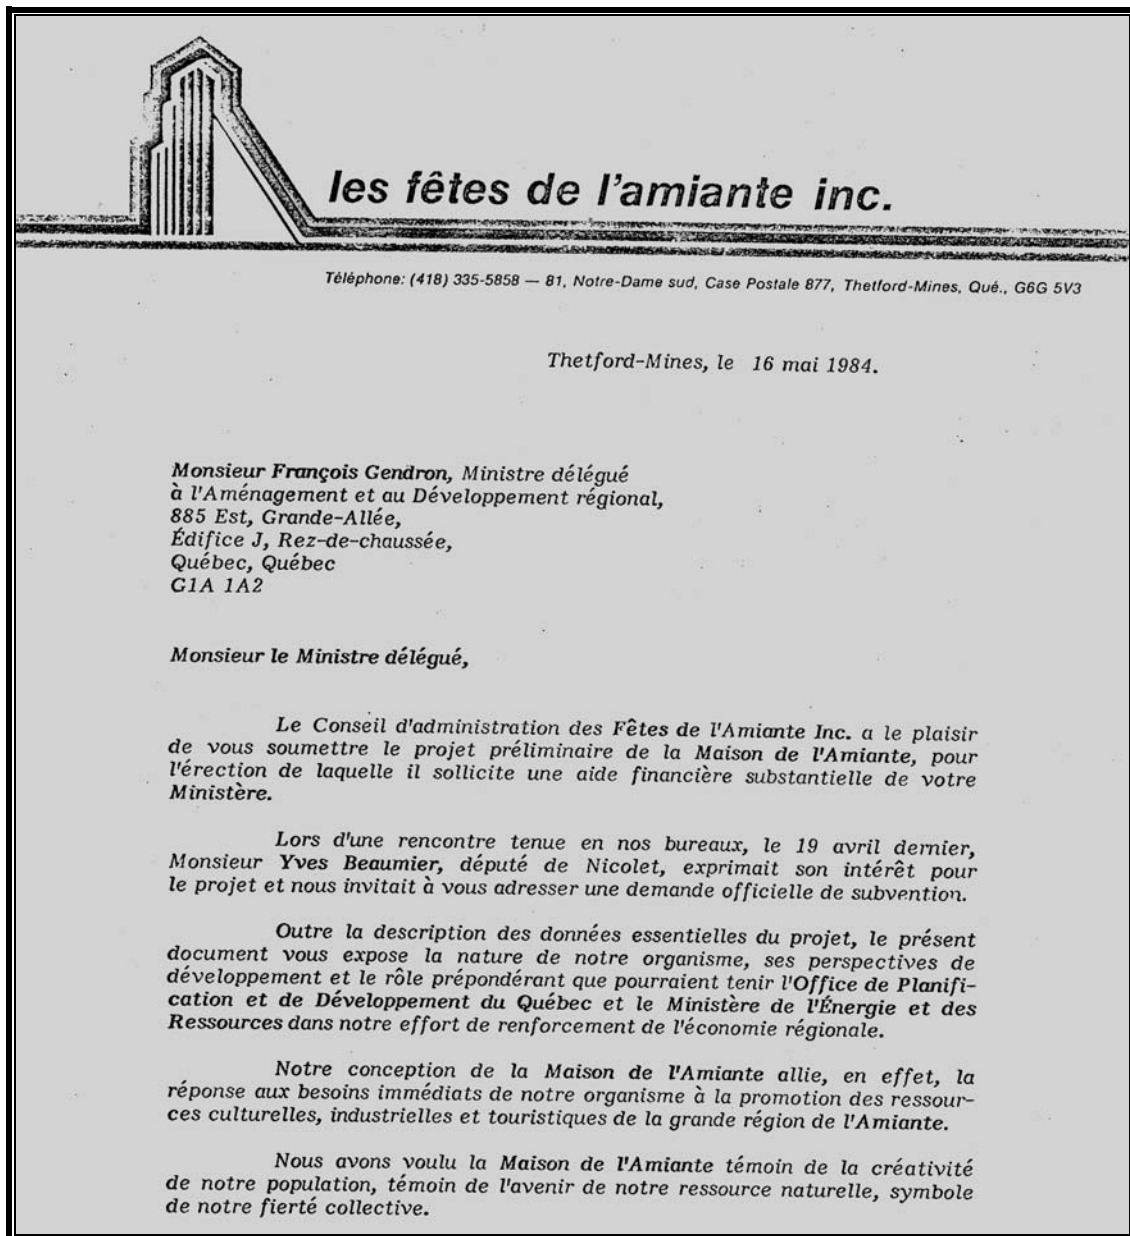 les fêtes de l'amiante inc.
Téléphone: (418) 335-5858 — 81, Notre-Dame sud, Case Postale 877, Thetford-Mines, Qué., G6G 5V3
Thetford-Mines, le 16 mai 1984.
Monsieur François Gendron, Ministre délégué
à l'Aménagement et au Développement régional,
885 Est, Grande-Allée,
Édifice J, Rez-de-chaussée,
Québec, Québec
G1A 1A2
Monsieur le Ministre délégué,
Le Conseil d'administration des Fêtes de l'Amiante Inc. a le plaisir
de vous soumettre le projet préliminaire de la Maison de l'Amiante, pour
l'érection de laquelle il sollicite une aide financière substantielle de votre
Ministère.
Lors d'une rencontre tenue en nos bureaux, le 19 avril dernier,
Monsieur Yves Beaumier, député de Nicolet, exprimait son intérêt pour
le projet et nous invitait à vous adresser une demande officielle de subvention.
Outre la description des données essentielles du projet, le présent
document vous expose la nature de notre organisme, ses perspectives de
développement et le rôle prépondérant que pourraient tenir l'Office de Planifi-
cation et de Développement du Québec et le Ministère de l'Énergie et des
Ressources dans notre effort de renforcement de l'économie régionale.
Notre conception de la Maison de l'Amiante allie, en effet, la
réponse aux besoins immédiats de notre organisme à la promotion des ressour-
ces culturelles, industrielles et touristiques de la grande région de l'Amiante.
Nous avons voulu la Maison de l'Amiante témoin de la créativité
de notre population, témoin de l'avenir de notre ressource naturelle, symbole
de notre fierté collective.